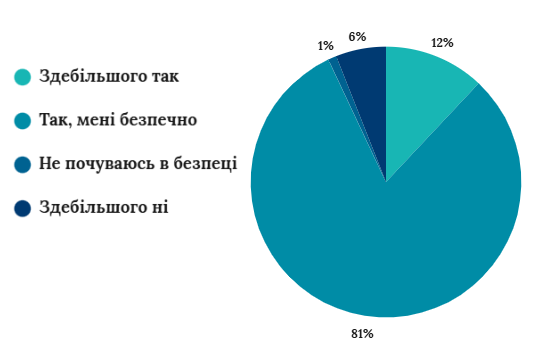 Здебільшого так
Так, мені безпечно
Не почуваюсь в безпеці
Здебільшого ні
1%
6%
12%
81%